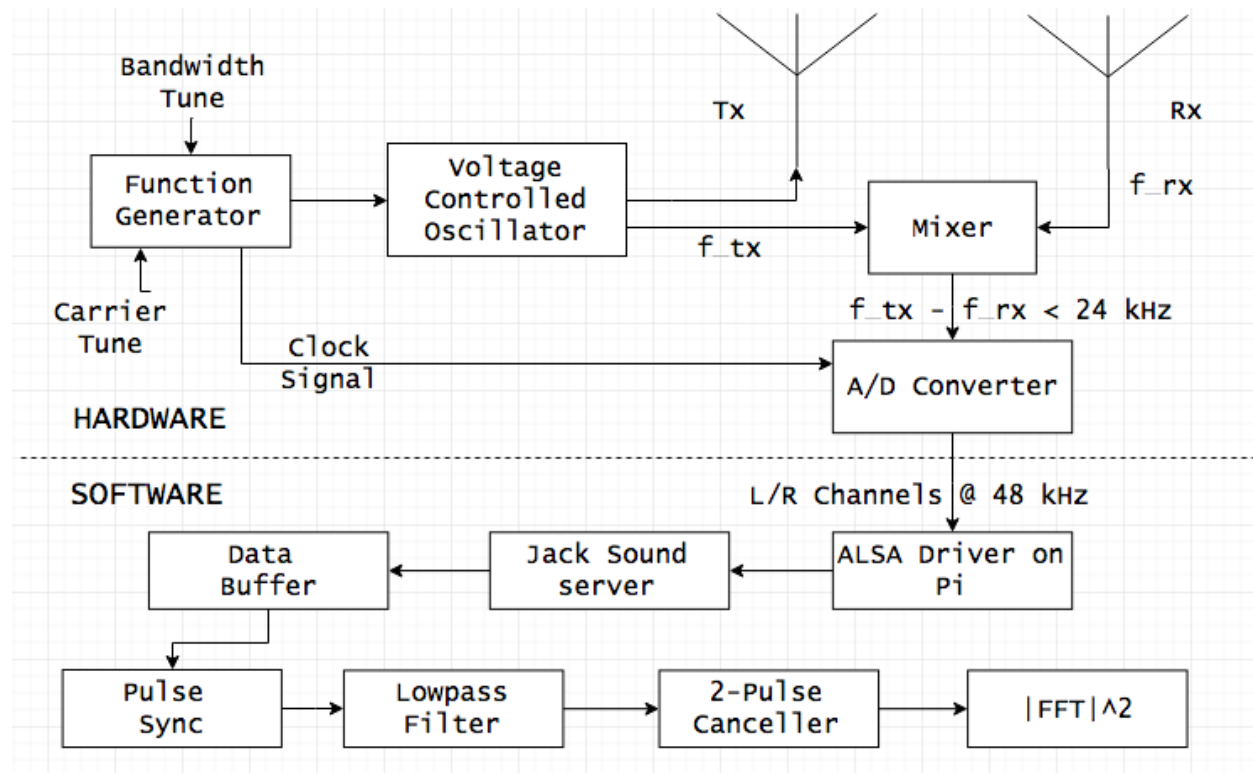 Bandwidth
Tune
Function
Generator
Carrier
Tune
Voltage
Controlled
Oscillator
Tx
Rx
f_tx
f_rx
Mixer
f_tx - f_rx < 24 kHz
Clock
Signal
A/D Converter
HARDWARE
SOFTWARE
L/R Channels @ 48 kHz
ALSA Driver on
Pi
Jack Sound
server
Data
Buffer
Pulse
Sync
Lowpass
Filter
2-Pulse
Canceller
|FFT|^2